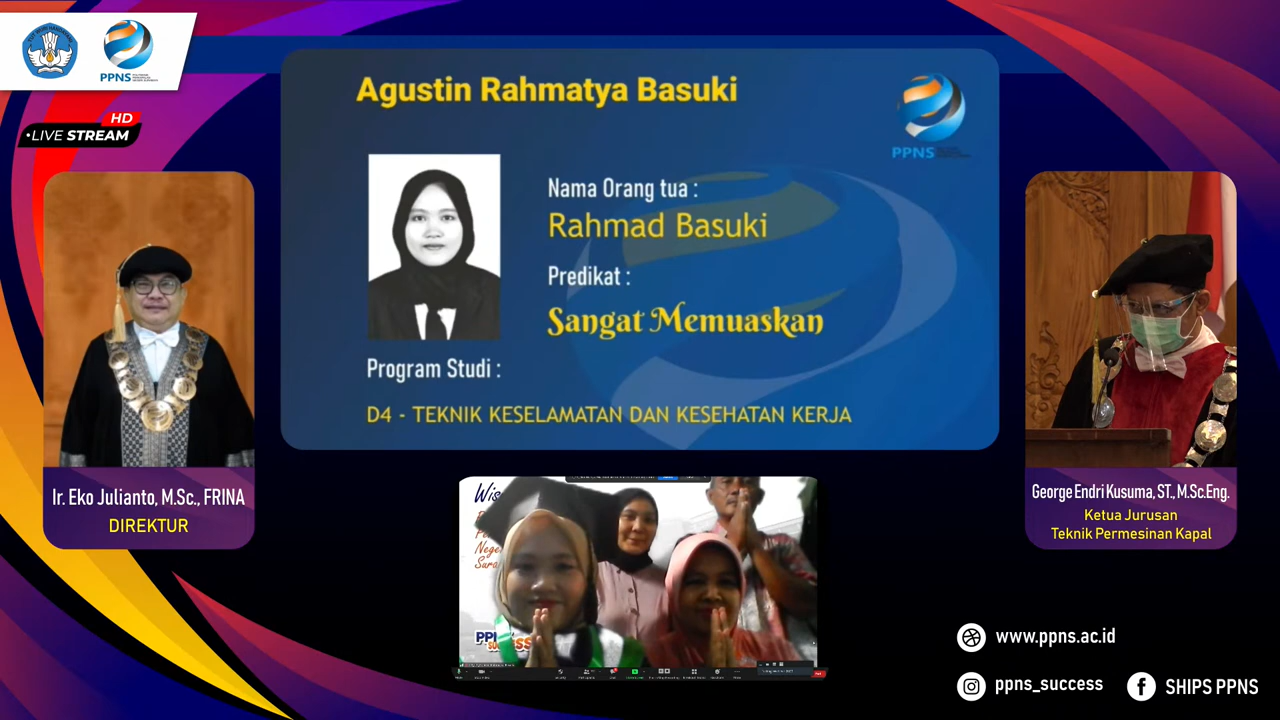 PPNS
HD
LIVE STREAM
Agustin Rahmatya Basuki
PPNS
Nama Orang tua :
Rahmad Basuki
Predikat :
Sangat Memuaskan
Program Studi :
D4 - TEKNIK KESELAMATAN DAN KESEHATAN KERJA
Ir. Eko Julianto, M.Sc., FRINA
DIREKTUR
George Endri Kusuma, ST., M.Sc.Eng.
Ketua Jurusan
Teknik Permesinan Kapal
www.ppns.ac.id
ppns_success
SHIPS PPNS